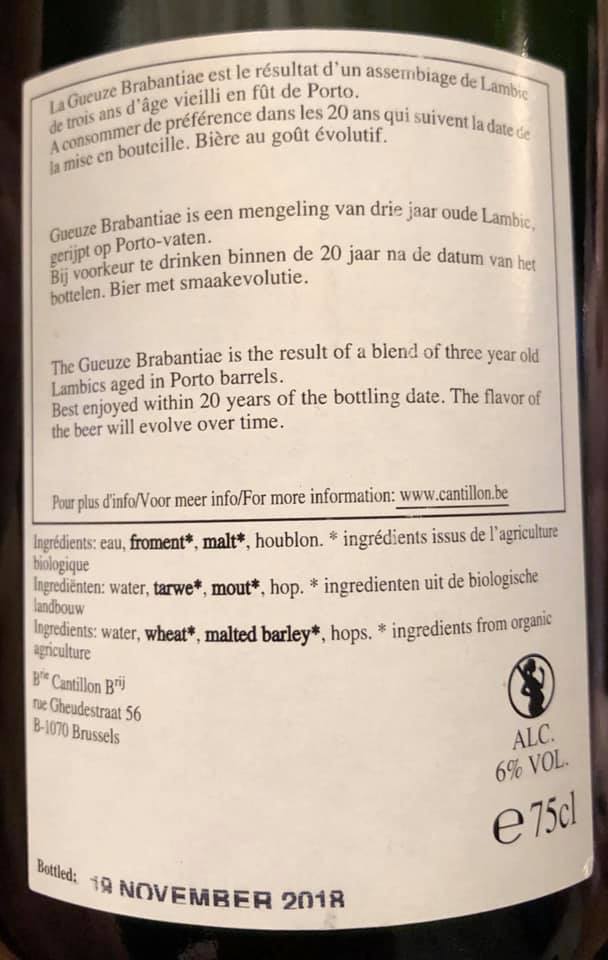 La Gueuze Brabantiae est le résultat d'un assemblage de Lambic
de trois ans d'âge vieilli en fût de Porto.
A consommer de préférence dans les 20 ans qui suivent la date de
la mise en bouteille. Bière au goût évolutif.
Gueuze Brabantiae is een mengeling van drie jaar oude Lambic,
gerijpt op Porto-vaten.
Bij voorkeur te drinken binnen de 20 jaar na de datum van het
bottelen. Bier met smaakevolutie.
The Gueuze Brabantiae is the result of a blend of three year old
Lambics aged in Porto barrels.
Best enjoyed within 20 years of the bottling date. The flavor of
the beer will evolve over time.
Pour plus d'info/Voor meer info/For more information: www.cantillon.be
Ingrédients: eau, froment*, malt*, houblon. * ingrédients issus de l'agriculture
biologique
Ingrediënten: water, tarwe*, mout*, hop. * ingredienten uit de biologische
landbouw
Ingredients: water, wheat*, malted barley*, hops. * ingredients from organic
agriculture
Brie Cantillon Brij
rue Gheudestraat 56
B-1070 Brussels
ALC.
6% VOL.
e 75cl
Bottled: 19 NOVEMBER 2018